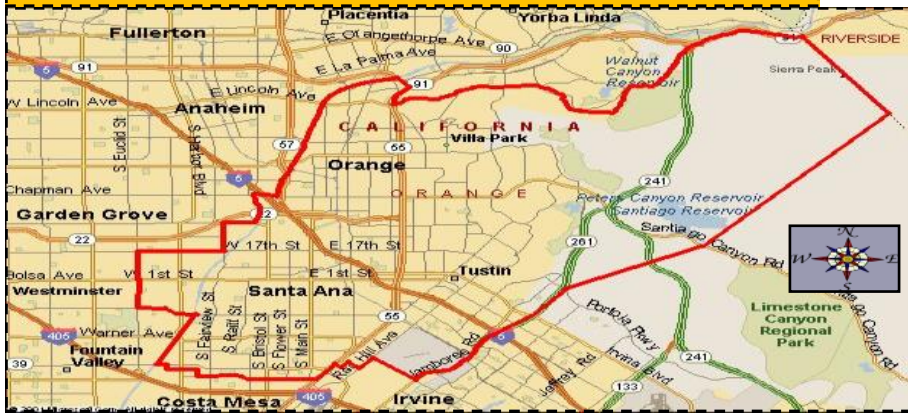 Placentia
Yorba Linda
Fullerton
E Orangethorpe Ave
90
91
RIVERSIDE
5
91
E La Palma Ave
91
Walnut
Canyon
Reservoir
Sierra Peak
W Lincoln Ave
E Lincoln Ave
Anaheim
S Euclid St
S Harbor Blvd
57
CALIFORNIA
55
Villa Park
Orange
5
241
Chapman Ave
ORANGE
Peters Canyon Reservoir
Santiago Reservoir
Garden Grove
22
22
W 17th St
E 17th St
261
Santiago Canyon Rd
N
W
E
S
Bolsa Ave
W 1st St
E 1st St
Tustin
Westminster
Santa Ana
405
Warner Ave
S Fairview St
S Raitt St
S Bristol St
S Flower St
S Main St
55
5
Portola Pkwy
Limestone
Canyon
Regional
Park
Fountain
Valley
Jamboree Rd
Irvine Blvd
241
39
405
Jeffrey Rd
133
Costa Mesa
Irvine